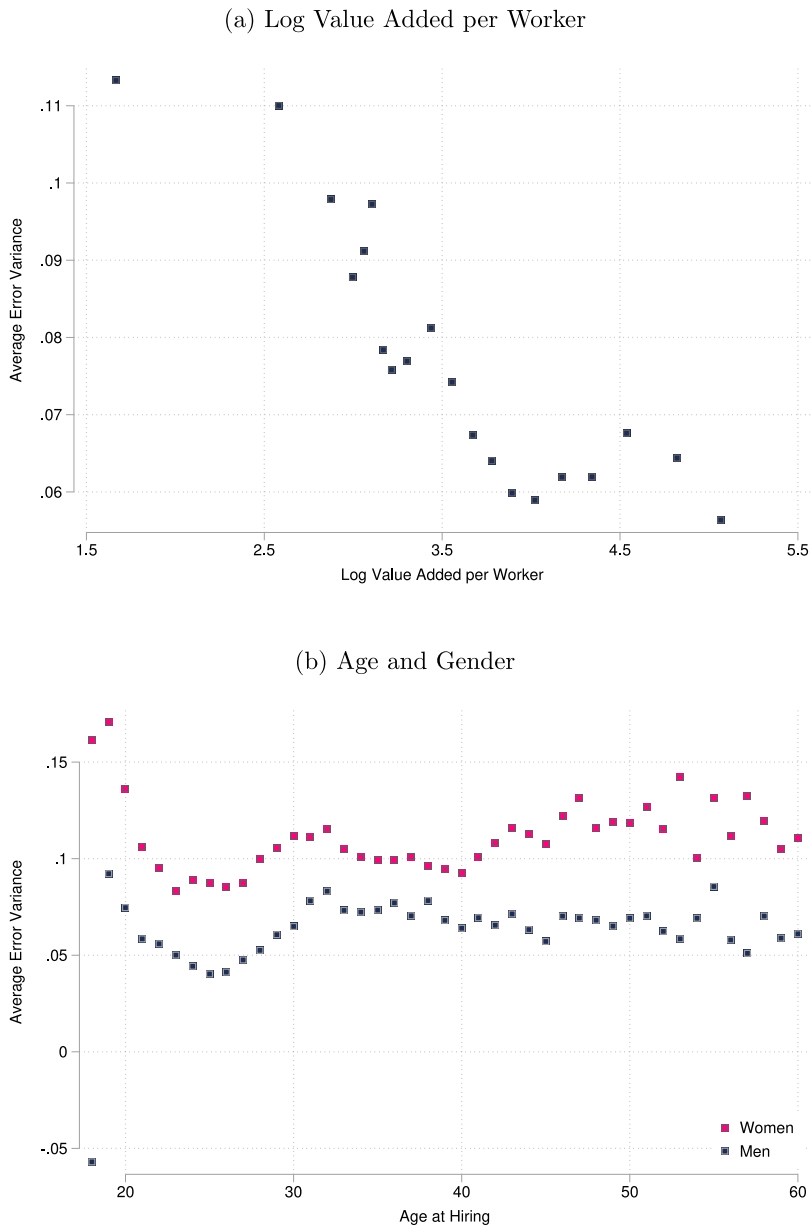 (a) Log Value Added per Worker
.11
.1
.09
.08
.07
.06
Average Error Variance
1.5 2.5 3.5 4.5 5.5
Log Value Added per Worker
(b) Age and Gender
.15
.1
.05
0
-.05
Average Error Variance
Women
Men
20 30 40 50 60
Age at Hiring